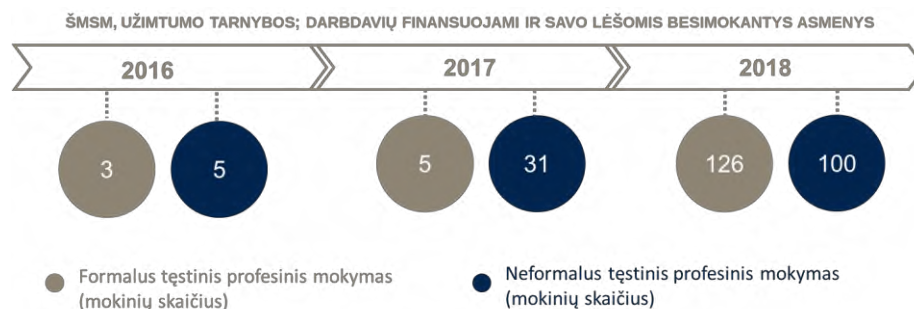 ŠMSM, UŽIMTUMO TARNYBOS; DARBDAVIŲ FINANSUOJAMI IR SAVO LĖŠOMIS BESIMOKANTYS ASMENYS
2016 2017 2018
3 5 5 31 126 100
Formalus tęstinis profesinis mokymas
(mokinių skaičius)
Neformalus tęstinis profesinis mokymas
(mokinių skaičius)